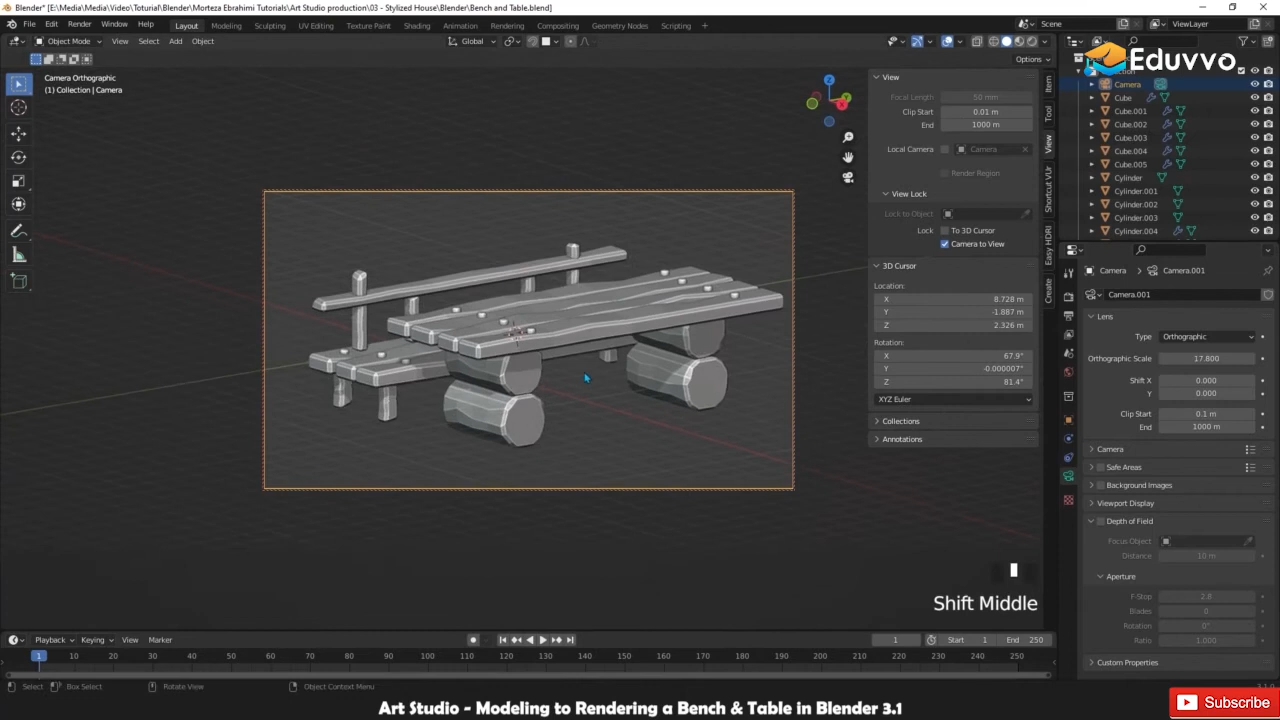 Blender* [E:\Media\Media\Video\Toturial\Blender\Morteza Ebrahimi Tutorials\Art Studio production\03 - Stylized House\Blender\Bench and Table.blend]
File Edit Render Window Help Layout Modeling Sculpting UV Editing Texture Paint Shading Animation Rendering Compositing Geometry Nodes Scripting + Scene ViewLayer
Object Mode View Select Add Object Global
Options
Eduvvo
Camera Orthographic
(1) Collection | Camera
View
Focal Length 50 mm
Clip Start 0.01 m
End 1000 m
Local Camera Camera
Render Region
View Lock
Lock to Object
Lock To 3D Cursor
Camera to View
3D Cursor
Location:
X 8.728 m
Y -1.887 m
Z 2.326 m
Rotation:
X 67.9°
Y -0.000007°
Z 81.4°
XYZ Euler
Collections
Annotations
Item
Tool
View
Shortcut VUr
Easy HDRI
Create
Camera
Cube
Cube.001
Cube.002
Cube.003
Cube.004
Cube.005
Cylinder
Cylinder.001
Cylinder.002
Cylinder.003
Cylinder.004
Camera Camera.001
Camera.001
Lens
Type Orthographic
Orthographic Scale 17.800
Shift X 0.000
Y 0.000
Clip Start 0.1 m
End 1000 m
Camera
Safe Areas
Background Images
Viewport Display
Depth of Field
Focus Object
Distance 10 m
Aperture
F-Stop 2.8
Blades 0
Rotation 0°
Ratio 1.000
Custom Properties
Shift Middle
Playback Keying View Marker 1 Start 1 End 250
1 10 20 30 40 50 60 70 80 90 100 110 120 130 140 150 160 170 180 190 200 210 220 230 240 250
Select Box Select Rotate View Object Context Menu
Art Studio - Modeling to Rendering a Bench & Table in Blender 3.1
Subscribe